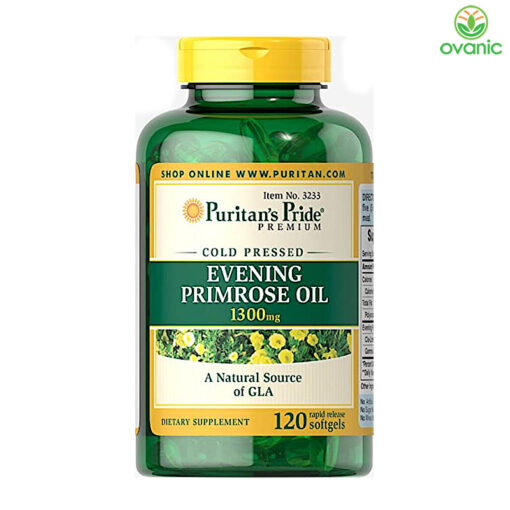 ovanic
SHOP ONLINE WWW.PURITAN.COM
Item No. 3233
Puritan's Pride®
PREMIUM
COLD PRESSED
EVENING
PRIMROSE OIL
1300mg
A Natural Source
of GLA
DIETARY SUPPLEMENT
120 rapid release
softgels